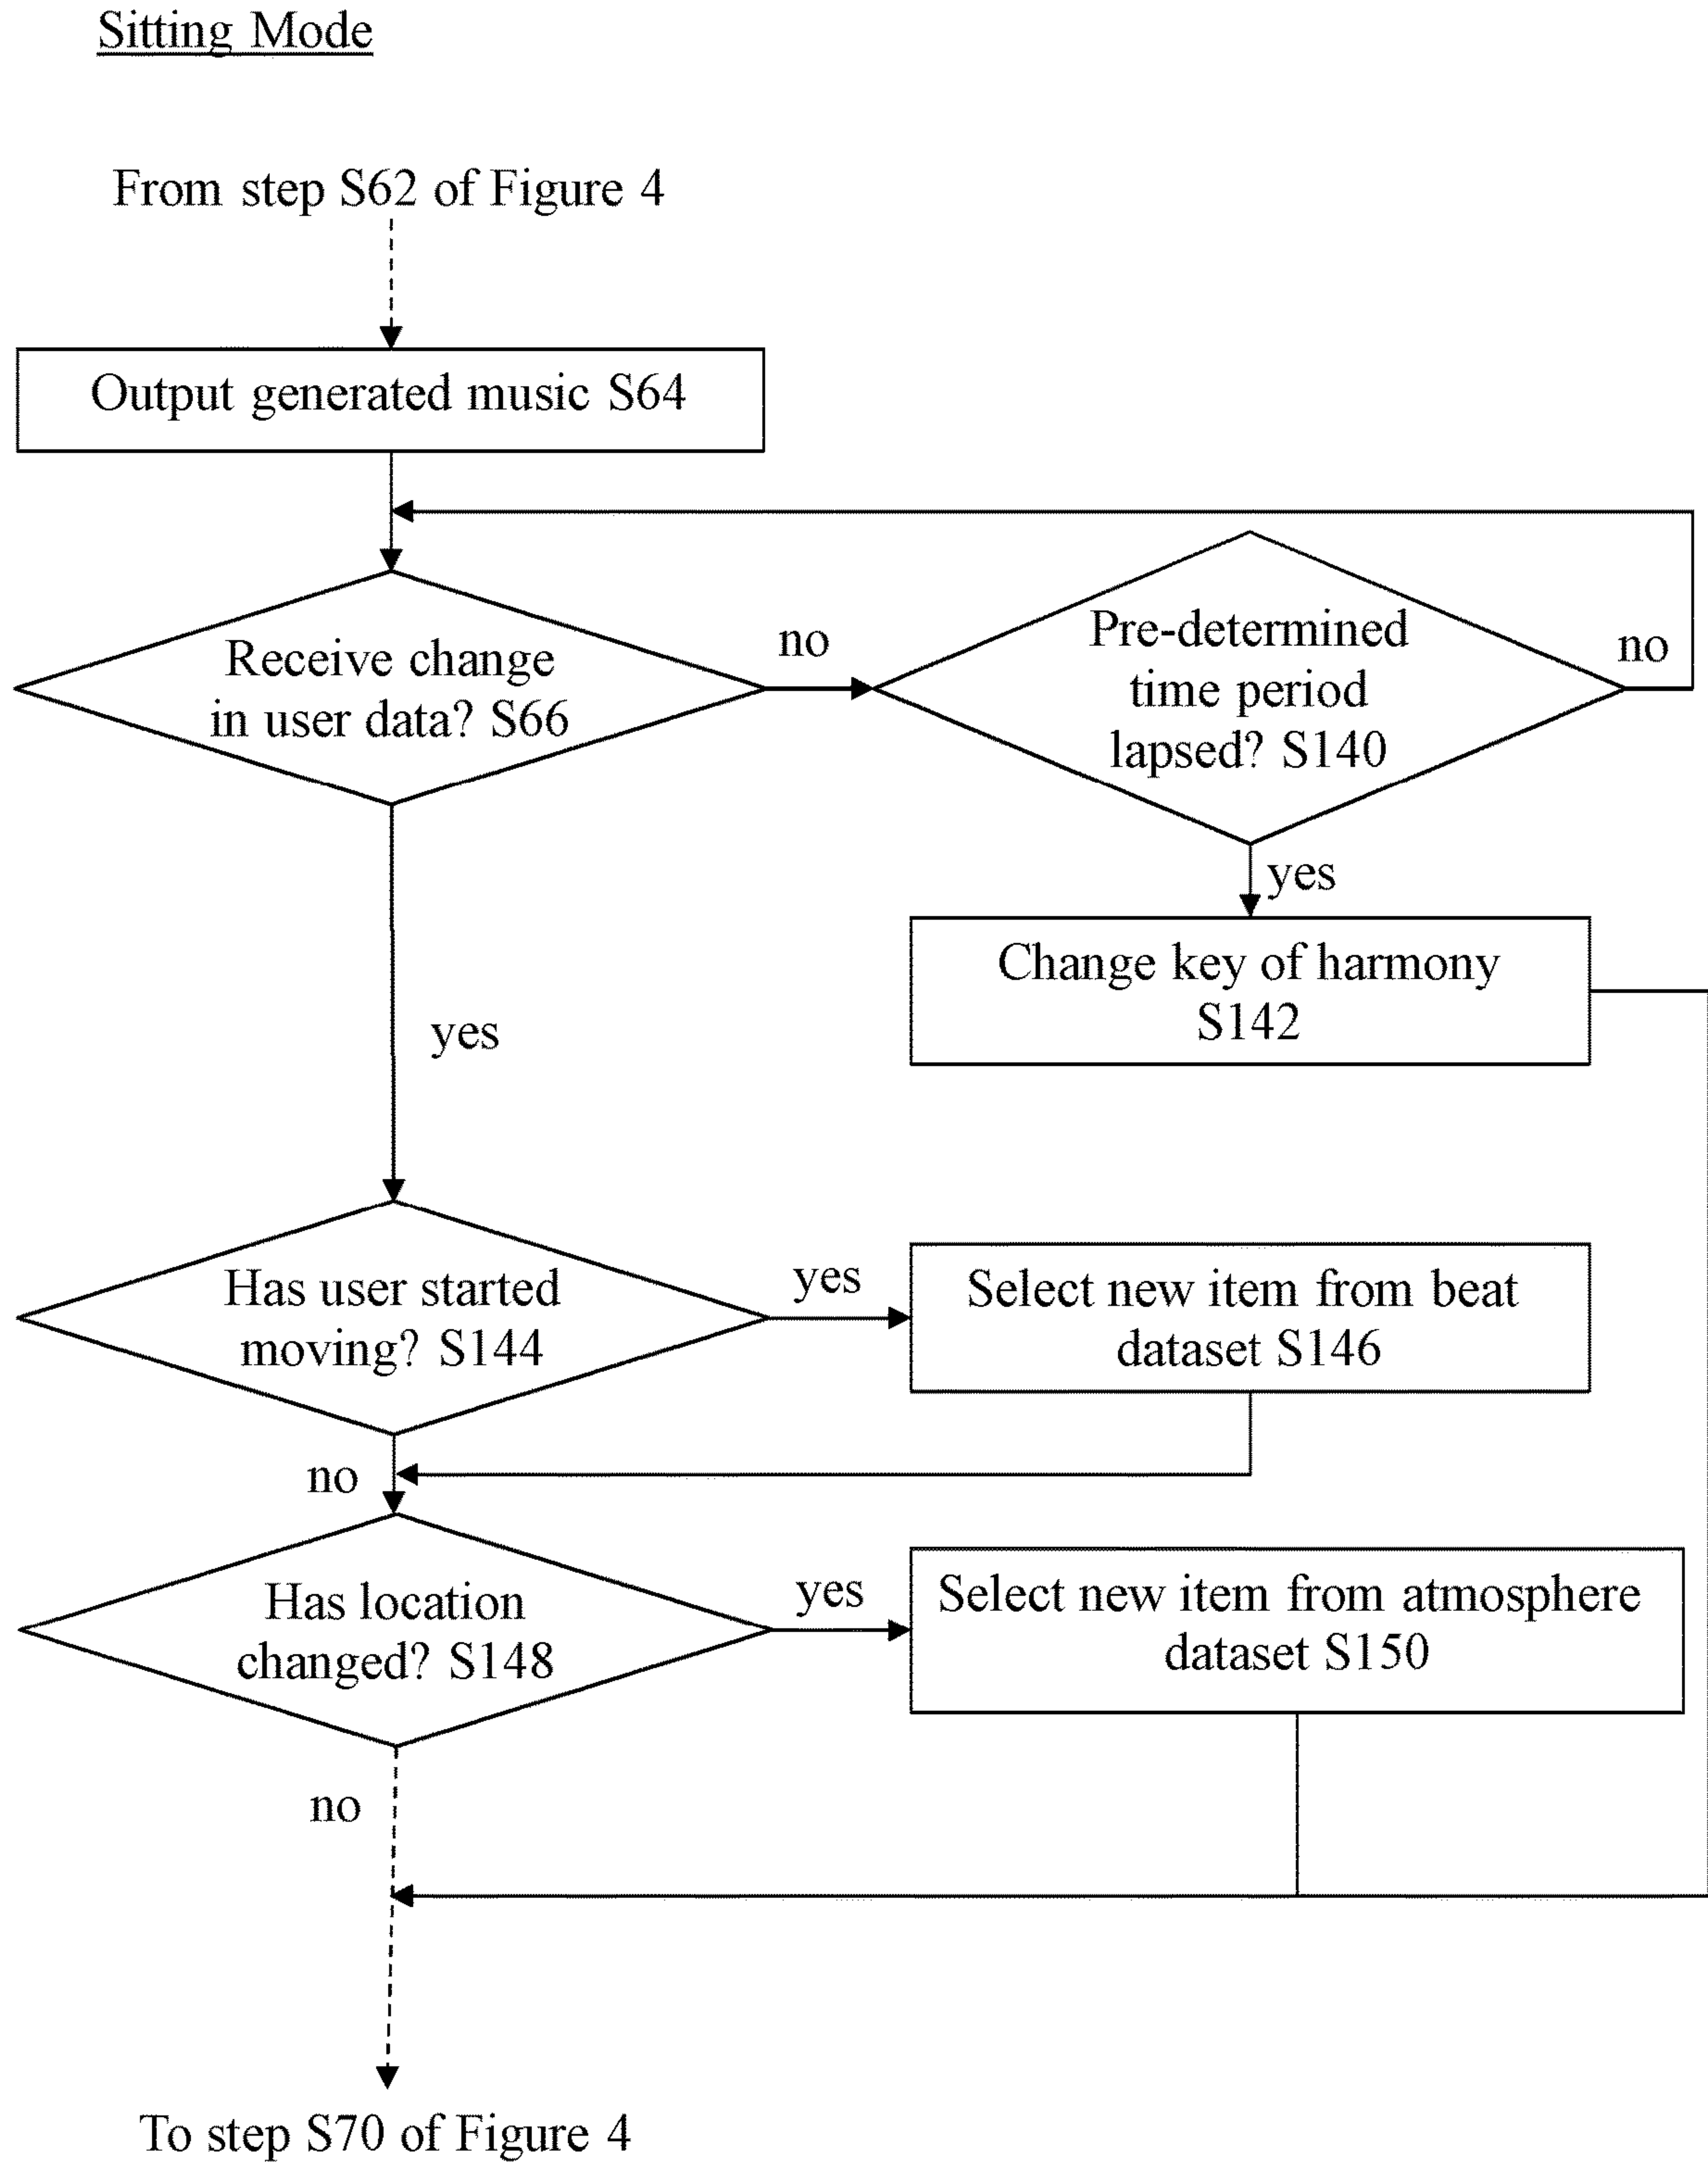 Sitting Mode
From step S62 of Figure 4
Output generated music S64
Receive change
in user data? S66
no
Pre-determined
time period
lapsed? S140
no
yes
Change key of harmony
S142
yes
Has user started
moving? S144
yes
Select new item from beat
dataset S146
no
Has location
changed? S148
yes
Select new item from atmosphere
dataset S150
no
To step S70 of Figure 4